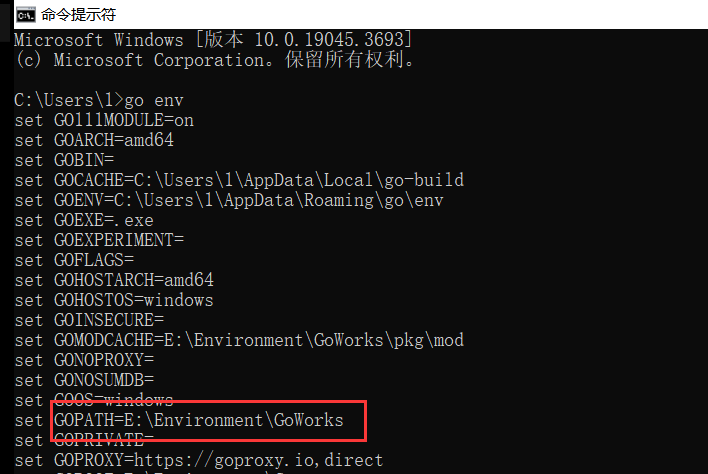 命令提示符
Microsoft Windows [版本 10.0.19045.3693]
(c) Microsoft Corporation。保留所有权利。
C:\Users\l>go env
set GO111MODULE=on
set GOARCH=amd64
set GOBIN=
set GOCACHE=C:\Users\l\AppData\Local\go-build
set GOENV=C:\Users\l\AppData\Roaming\go\env
set GOEXE=.exe
set GOEXPERIMENT=
set GOFLAGS=
set GOHOSTARCH=amd64
set GOHOSTOS=windows
set GOINSECURE=
set GOMODCACHE=E:\Environment\GoWorks\pkg\mod
set GONOPROXY=
set GONOSUMDB=
set GOOS=windows
set GOPATH=E:\Environment\GoWorks
set GOPRIVATE=
set GOPROXY=https://goproxy.io,direct